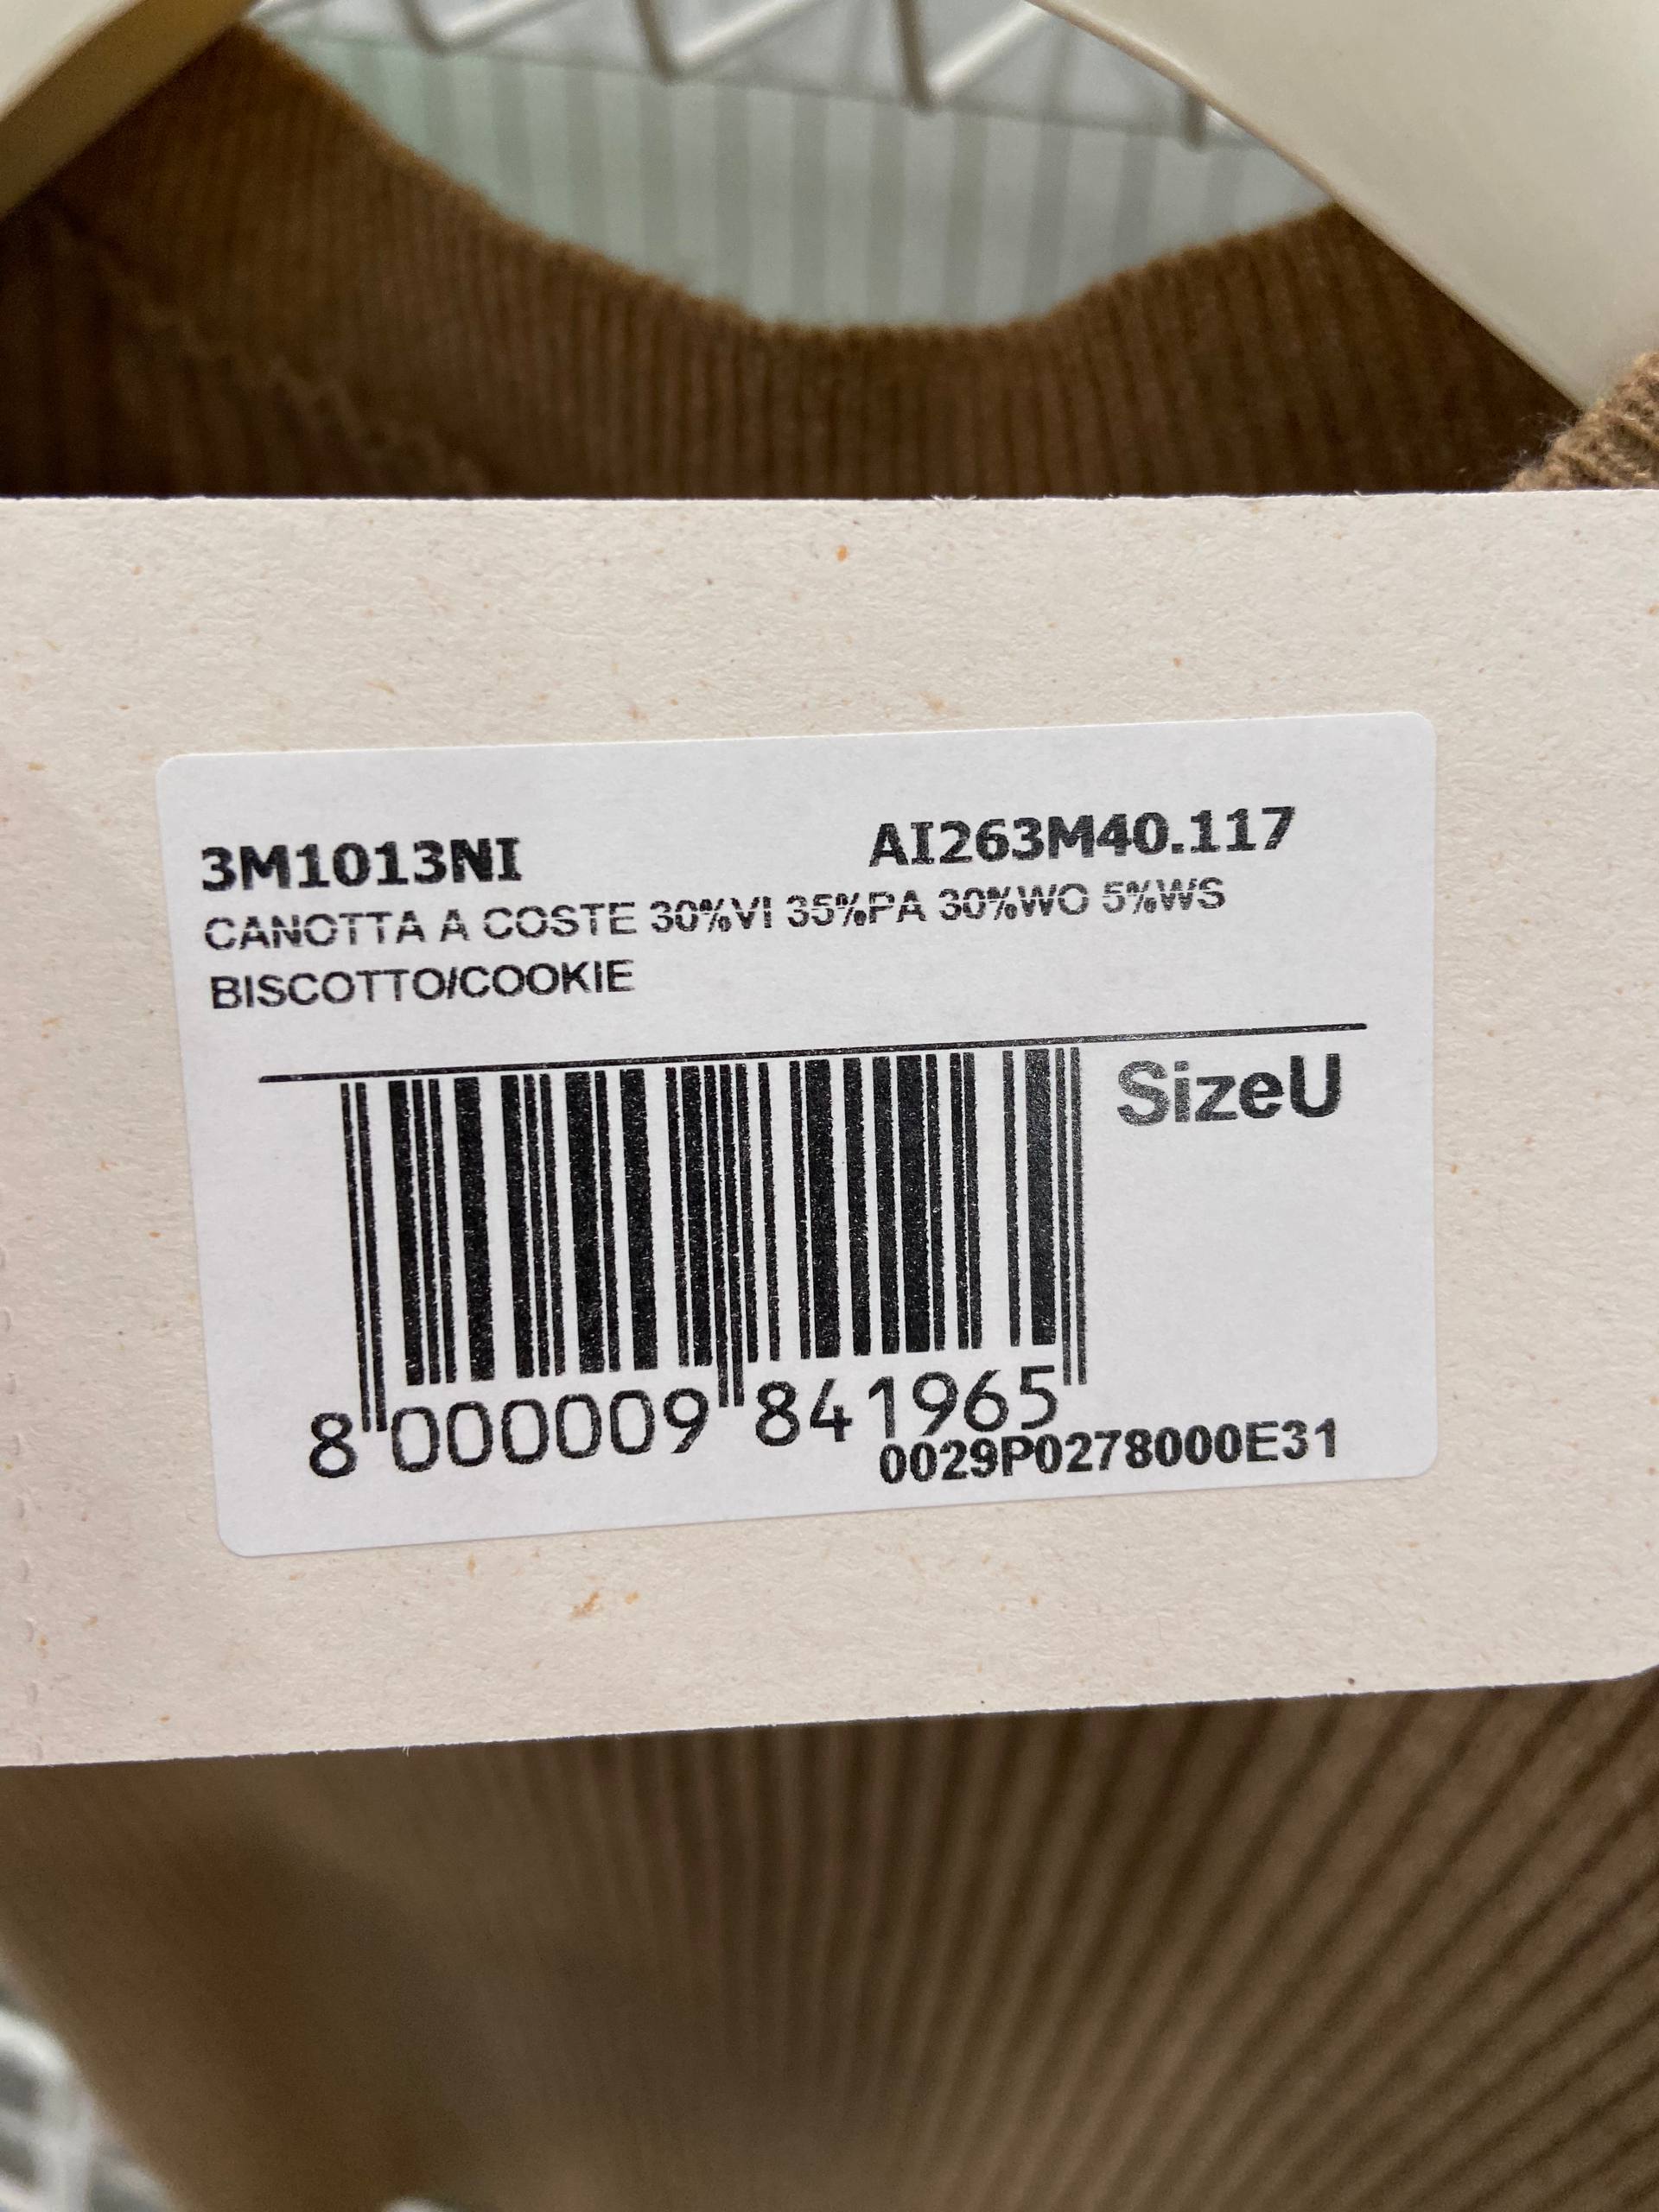 3M1013NI AI263M40.117
CANOTTA A COSTE 30%VI 35%PA 30%WO 5%WS
BISCOTTO/COOKIE
SizeU
8 000009 841965
0029P0278000E31